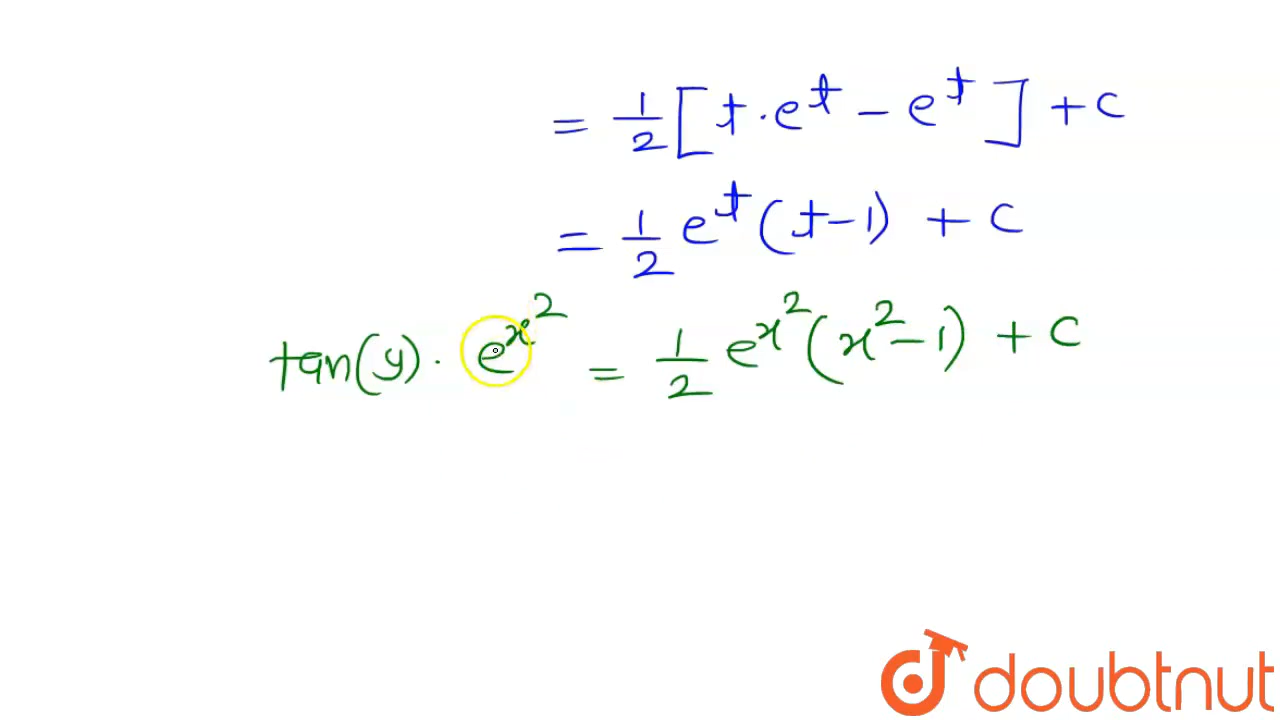 = 1/2 [t · e^t − e^t] + c
= 1/2 e^t (t − 1) + c
tan(y) · e^x^2 = 1/2 e^x^2 (x^2 − 1) + c
doubtnut